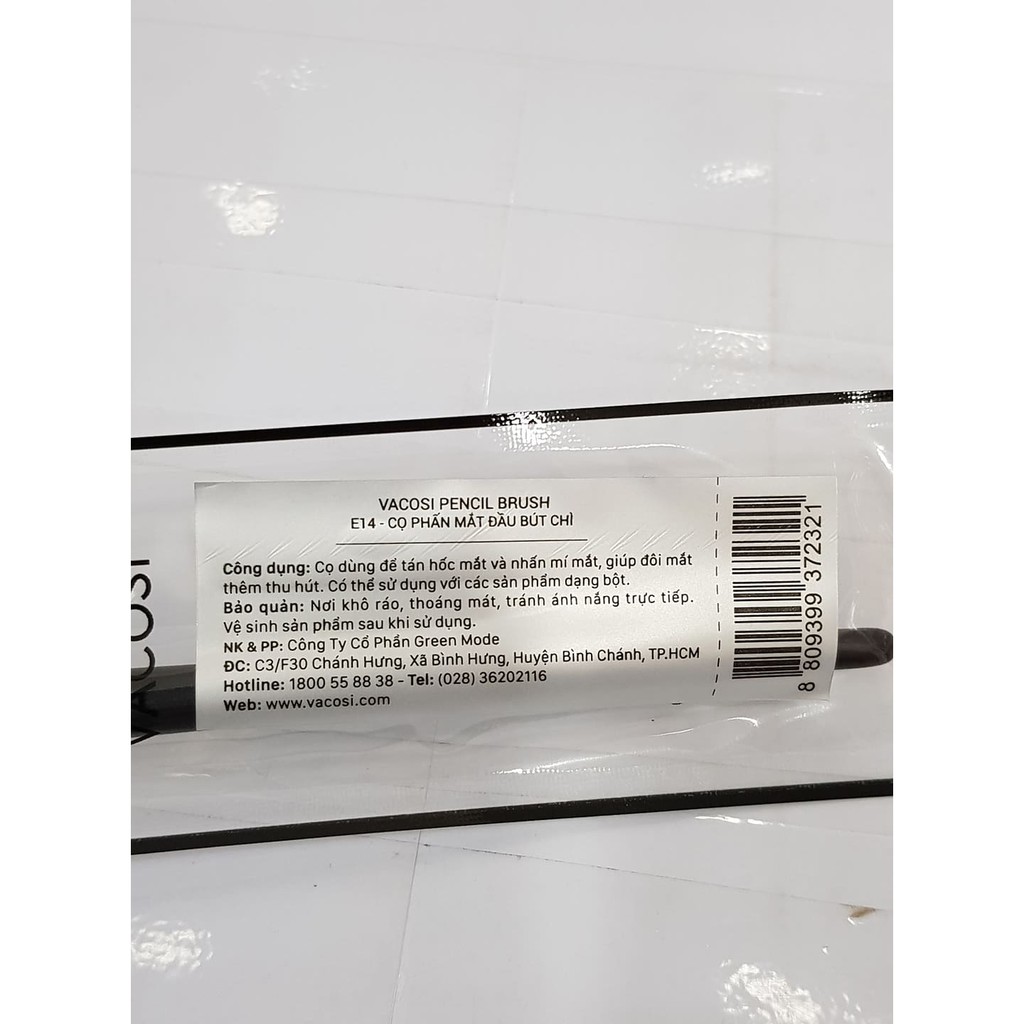 VACOSI
VACOSI PENCIL BRUSH
E14 - CỌ PHẤN MẮT ĐẦU BÚT CHÌ
Công dụng: Cọ dùng để tán hốc mắt và nhấn mí mắt, giúp đôi mắt
thêm thu hút. Có thể sử dụng với các sản phẩm dạng bột.
Bảo quản: Nơi khô ráo, thoáng mát, tránh ánh nắng trực tiếp.
Vệ sinh sản phẩm sau khi sử dụng.
NK & PP: Công Ty Cổ Phần Green Mode
ĐC: C3/F30 Chánh Hưng, Xã Bình Hưng, Huyện Bình Chánh, TP.HCM
Hotline: 1800 55 88 38 - Tel: (028) 36202116
Web: www.vacosi.com
8 809399 372321